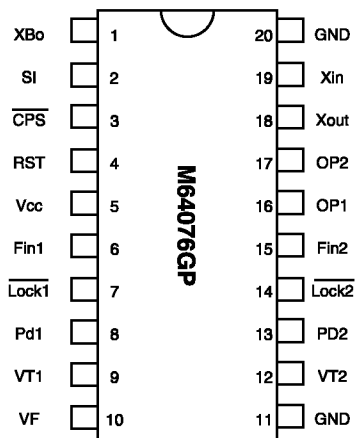 XBo 1 20 GND
SI 2 19 Xin
CPS 3 18 Xout
RST 4 17 OP2
Vcc 5 16 OP1
Fin1 6 15 Fin2
Lock1 7 14 Lock2
Pd1 8 13 PD2
VT1 9 12 VT2
VF 10 11 GND
M64076GP